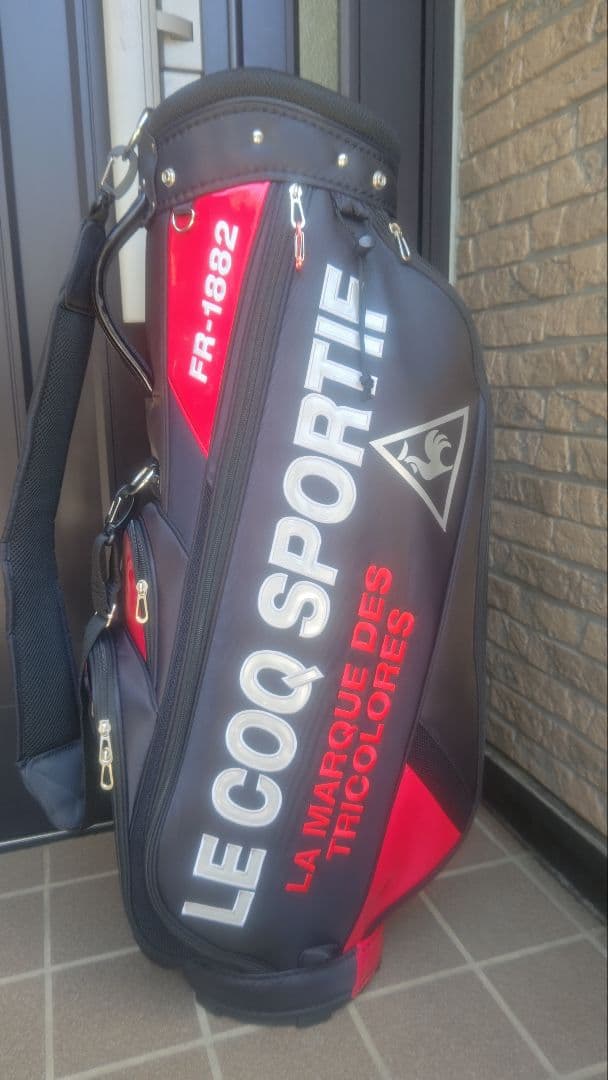 FR-1882
LE COQ SPORTIF
LA MARQUE DES
TRICOLORES